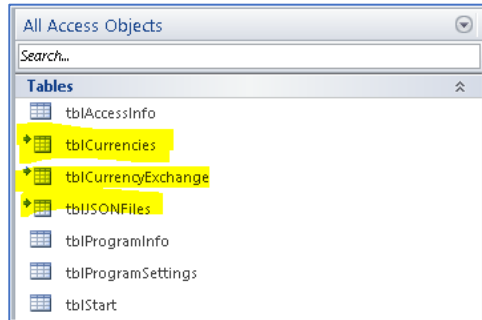 All Access Objects
Search...
Tables
tblAccessInfo
tblCurrencies
tblCurrencyExchange
tblJSONFiles
tblProgramInfo
tblProgramSettings
tblStart